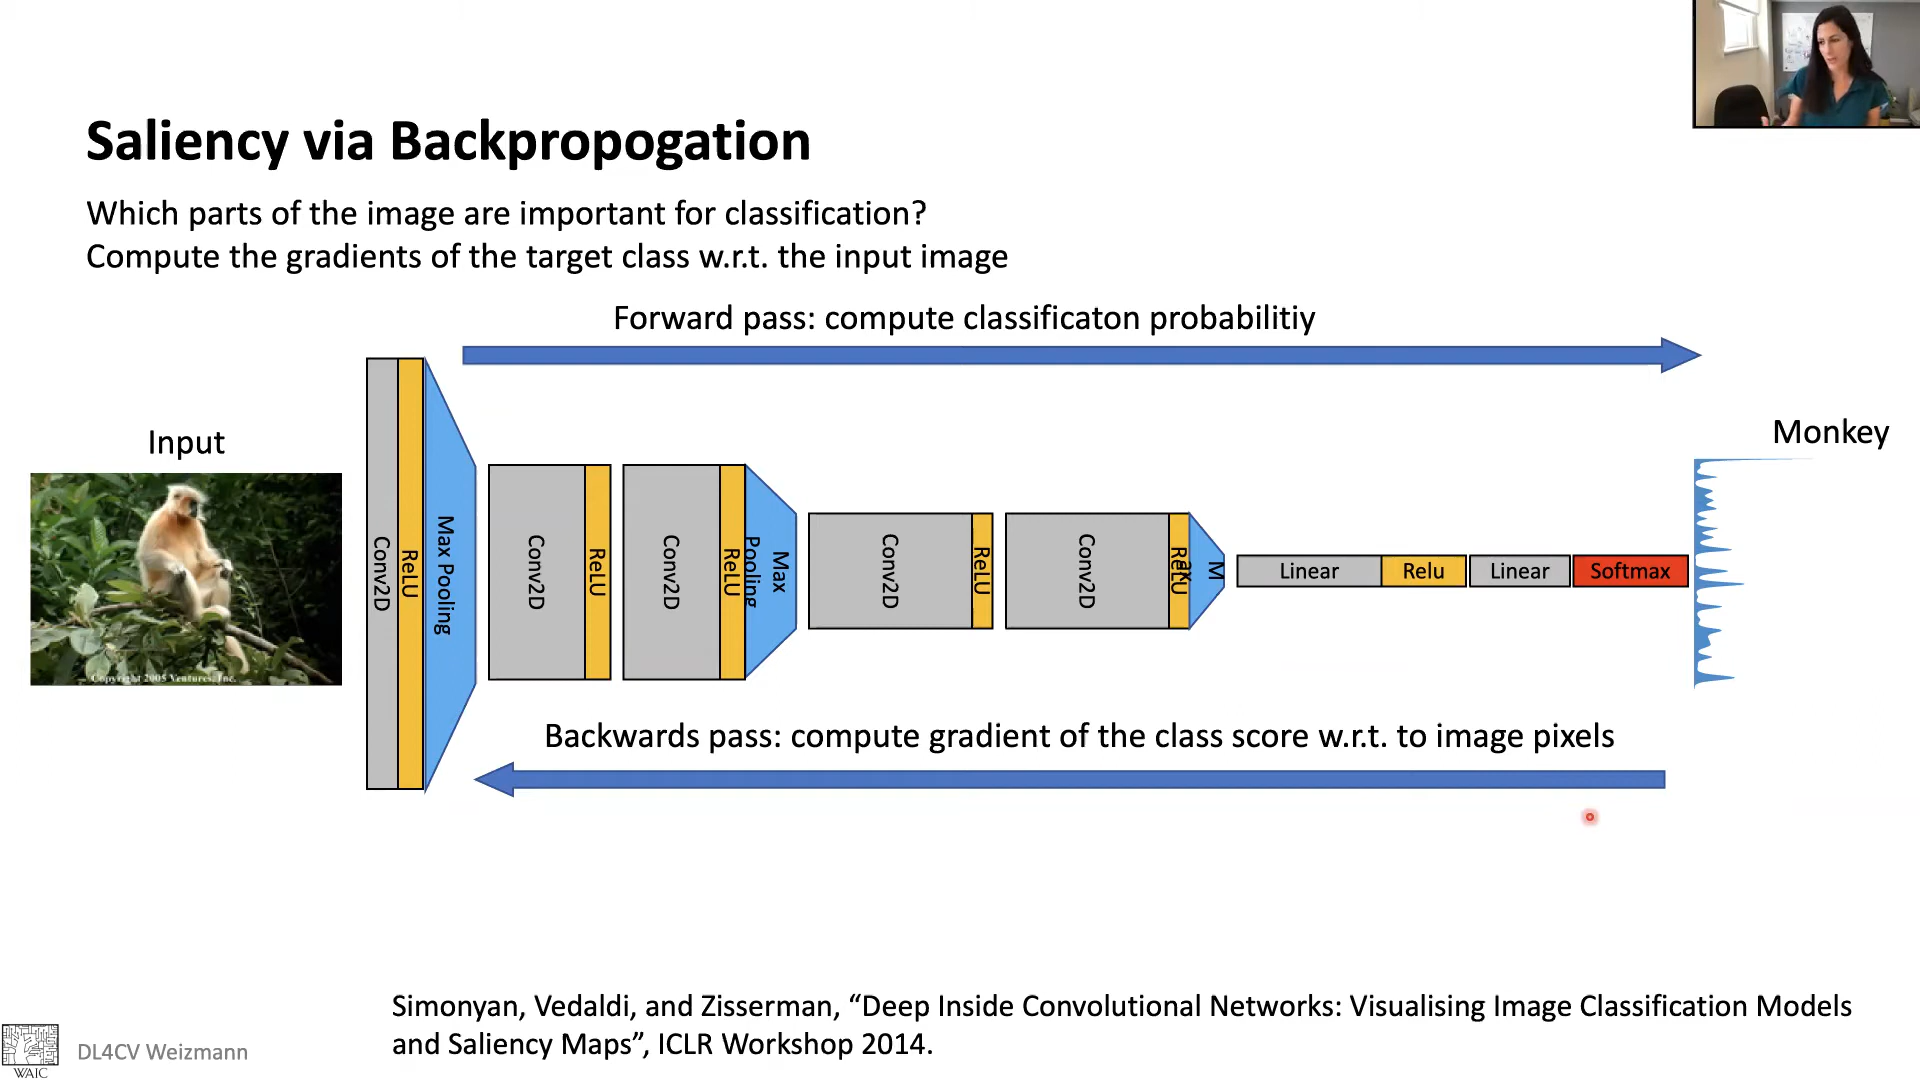 Saliency via Backpropogation
Which parts of the image are important for classification?
Compute the gradients of the target class w.r.t. the input image
Forward pass: compute classificaton probabilitiy
Input
Monkey
Conv2D
ReLU
Max Pooling
Conv2D
ReLU
Conv2D
ReLU
Max
Pooling
Conv2D
ReLU
Conv2D
ReLU
M
ax
Linear
Relu
Linear
Softmax
Copyright 2005 Ventures, Inc.
Backwards pass: compute gradient of the class score w.r.t. to image pixels
Simonyan, Vedaldi, and Zisserman, “Deep Inside Convolutional Networks: Visualising Image Classification Models
and Saliency Maps”, ICLR Workshop 2014.
DL4CV Weizmann
WAIC